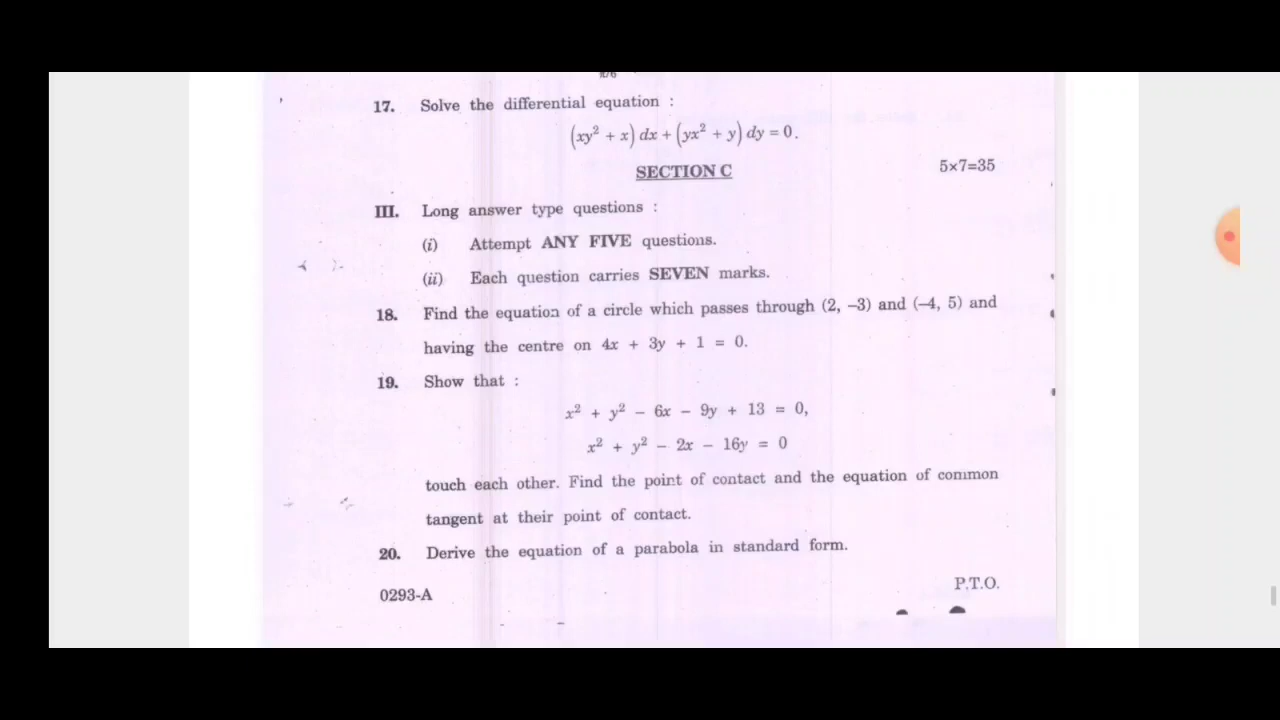 π/6
17. Solve the differential equation :
(xy² + x) dx + (yx² + y) dy = 0.
SECTION C 5×7=35
III. Long answer type questions :
(i) Attempt ANY FIVE questions.
(ii) Each question carries SEVEN marks.
18. Find the equation of a circle which passes through (2, –3) and (–4, 5) and
having the centre on 4x + 3y + 1 = 0.
19. Show that :
x² + y² – 6x – 9y + 13 = 0,
x² + y² – 2x – 16y = 0
touch each other. Find the point of contact and the equation of common
tangent at their point of contact.
20. Derive the equation of a parabola in standard form.
0293-A P.T.O.